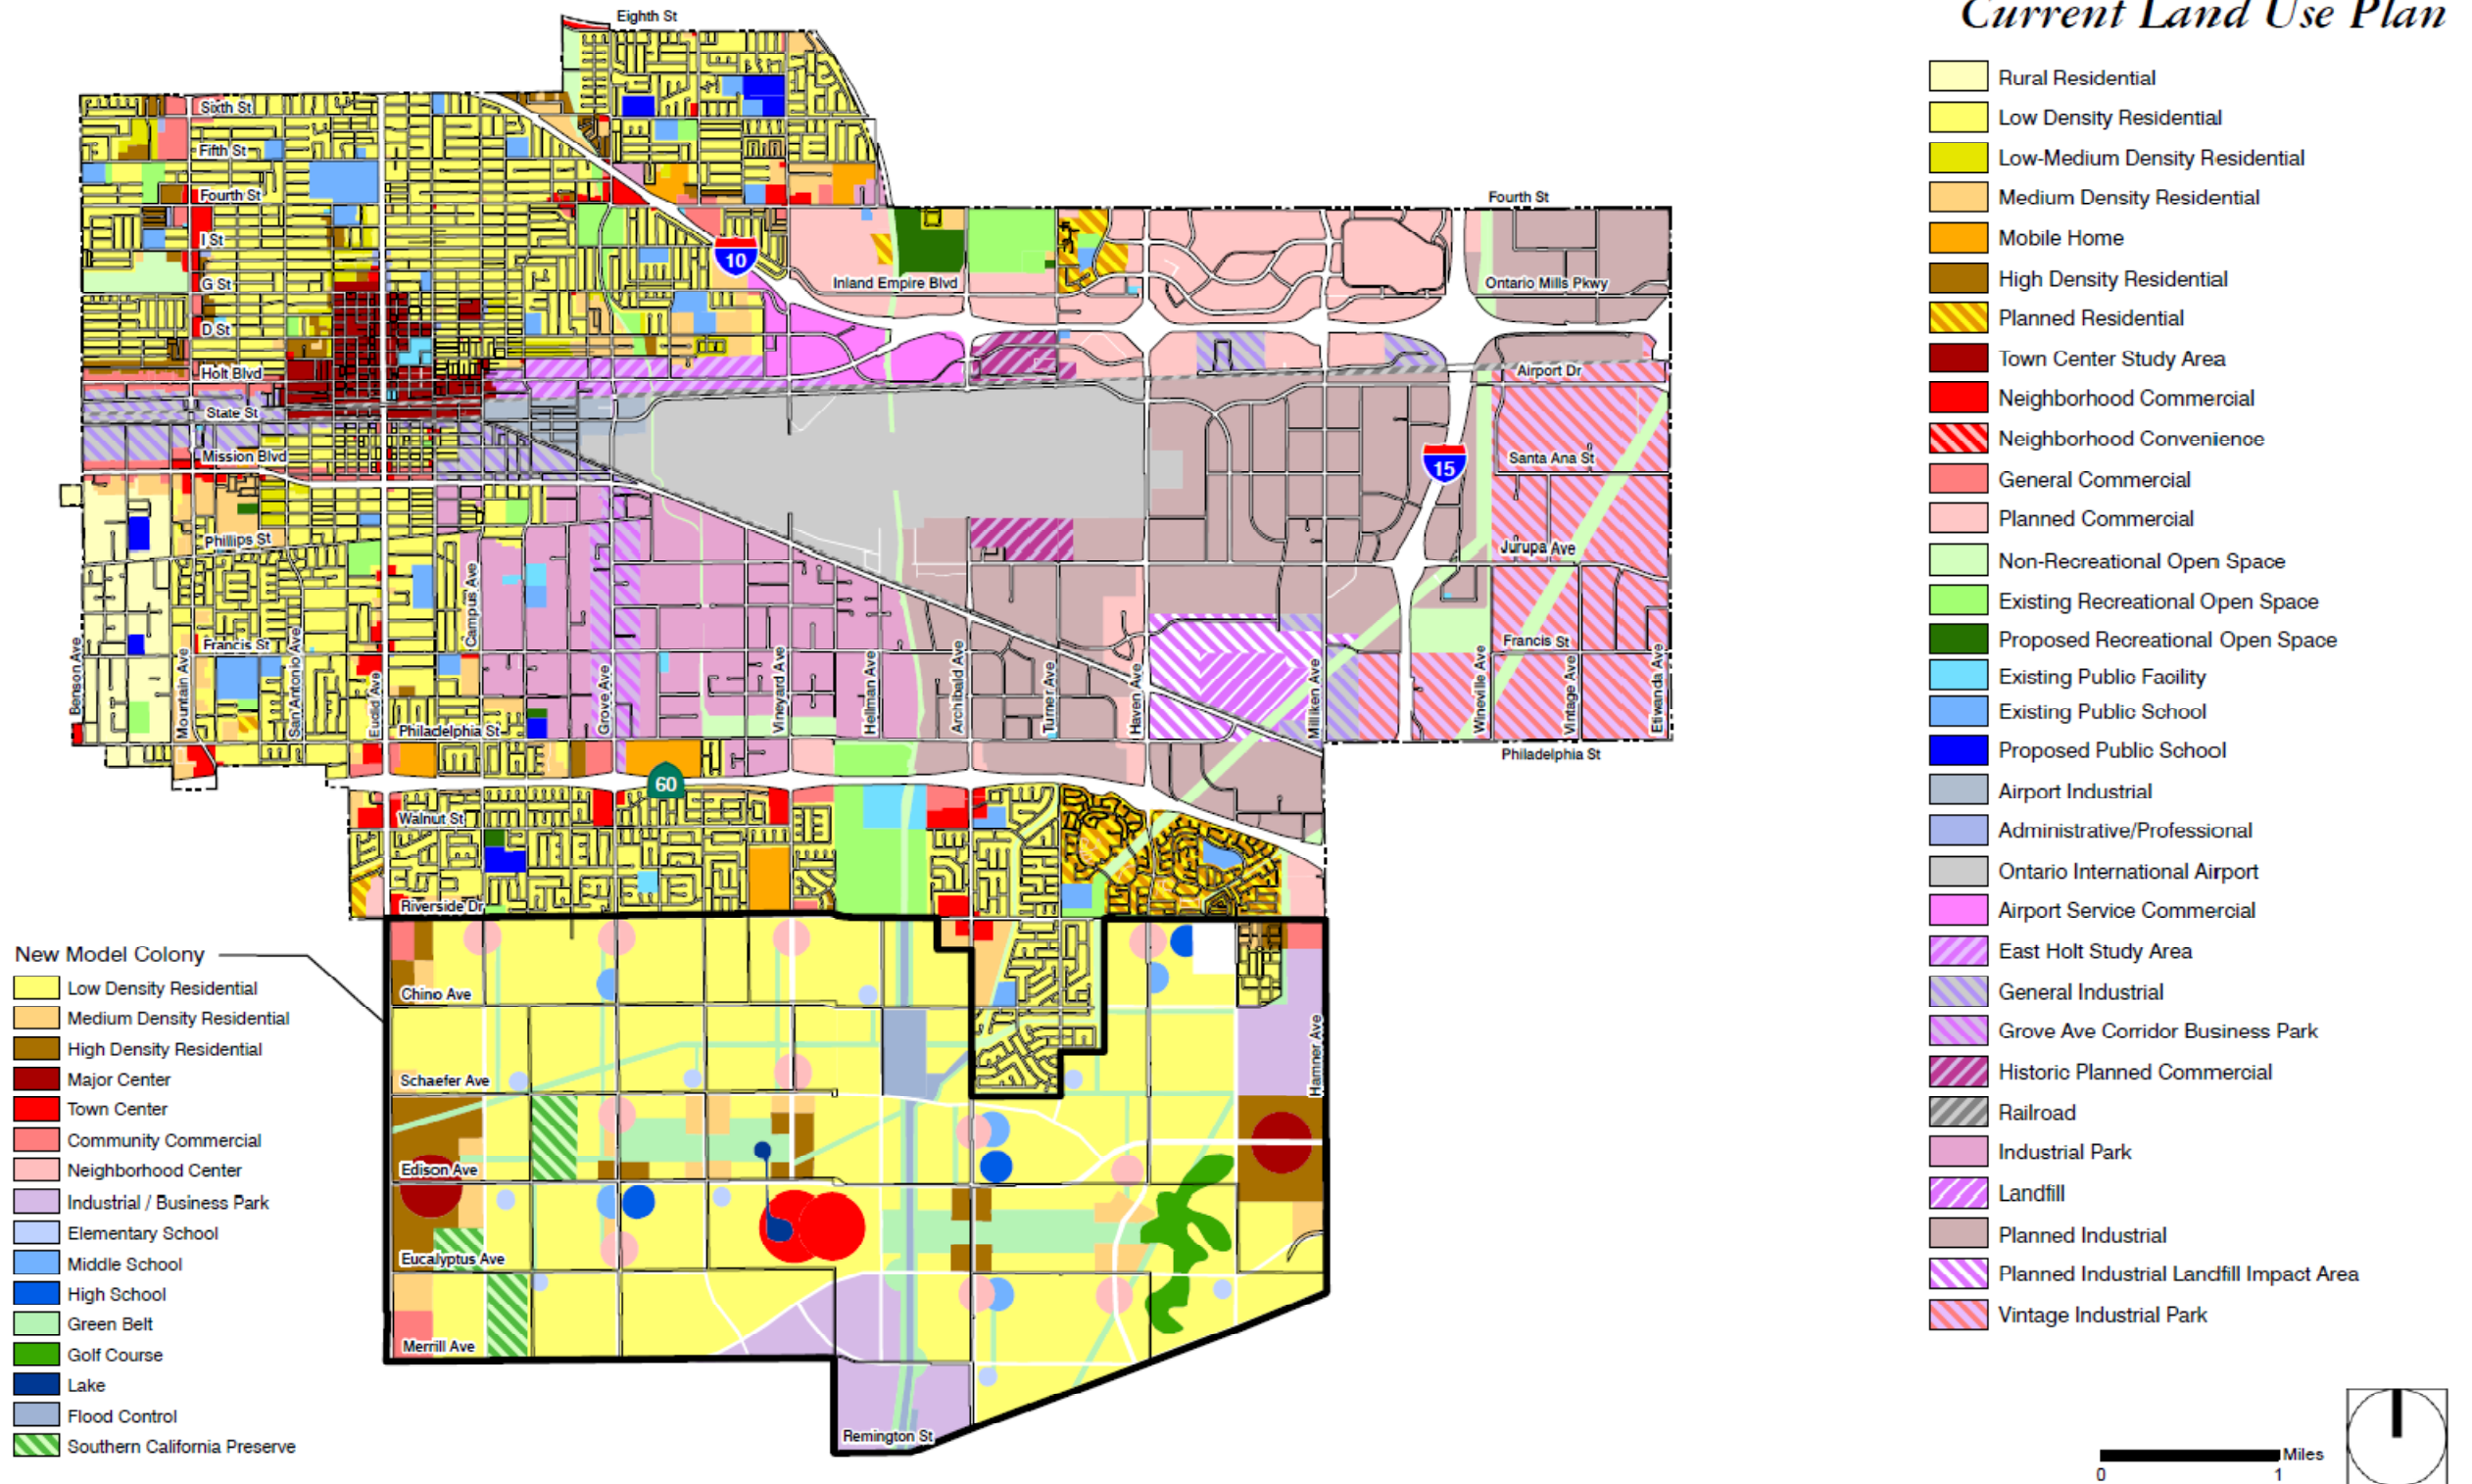 Current Land Use Plan
Rural Residential
Low Density Residential
Low-Medium Density Residential
Medium Density Residential
Mobile Home
High Density Residential
Planned Residential
Town Center Study Area
Neighborhood Commercial
Neighborhood Convenience
General Commercial
Planned Commercial
Non-Recreational Open Space
Existing Recreational Open Space
Proposed Recreational Open Space
Existing Public Facility
Existing Public School
Proposed Public School
Airport Industrial
Administrative/Professional
Ontario International Airport
Airport Service Commercial
East Holt Study Area
General Industrial
Grove Ave Corridor Business Park
Historic Planned Commercial
Railroad
Industrial Park
Landfill
Planned Industrial
Planned Industrial Landfill Impact Area
Vintage Industrial Park
Miles
0 1
Eighth St
Sixth St
Fifth St
Fourth St
Fourth St
I St
10
G St
Inland Empire Blvd
Ontario Mills Pkwy
D St
Holt Blvd
Airport Dr
State St
Mission Blvd
Santa Ana St
15
Phillips St
Jurupa Ave
Francis St
Francis St
Benson Ave
Mountain Ave
San Antonio Ave
Euclid Ave
Campus Ave
Grove Ave
Vineyard Ave
Hellman Ave
Archibald Ave
Turner Ave
Haven Ave
Milliken Ave
Wineville Ave
Vintage Ave
Etiwanda Ave
Philadelphia St
Philadelphia St
60
Walnut St
Riverside Dr
Chino Ave
Schaefer Ave
Hamner Ave
Edison Ave
Eucalyptus Ave
Merrill Ave
Remington St
New Model Colony
Low Density Residential
Medium Density Residential
High Density Residential
Major Center
Town Center
Community Commercial
Neighborhood Center
Industrial / Business Park
Elementary School
Middle School
High School
Green Belt
Golf Course
Lake
Flood Control
Southern California Preserve